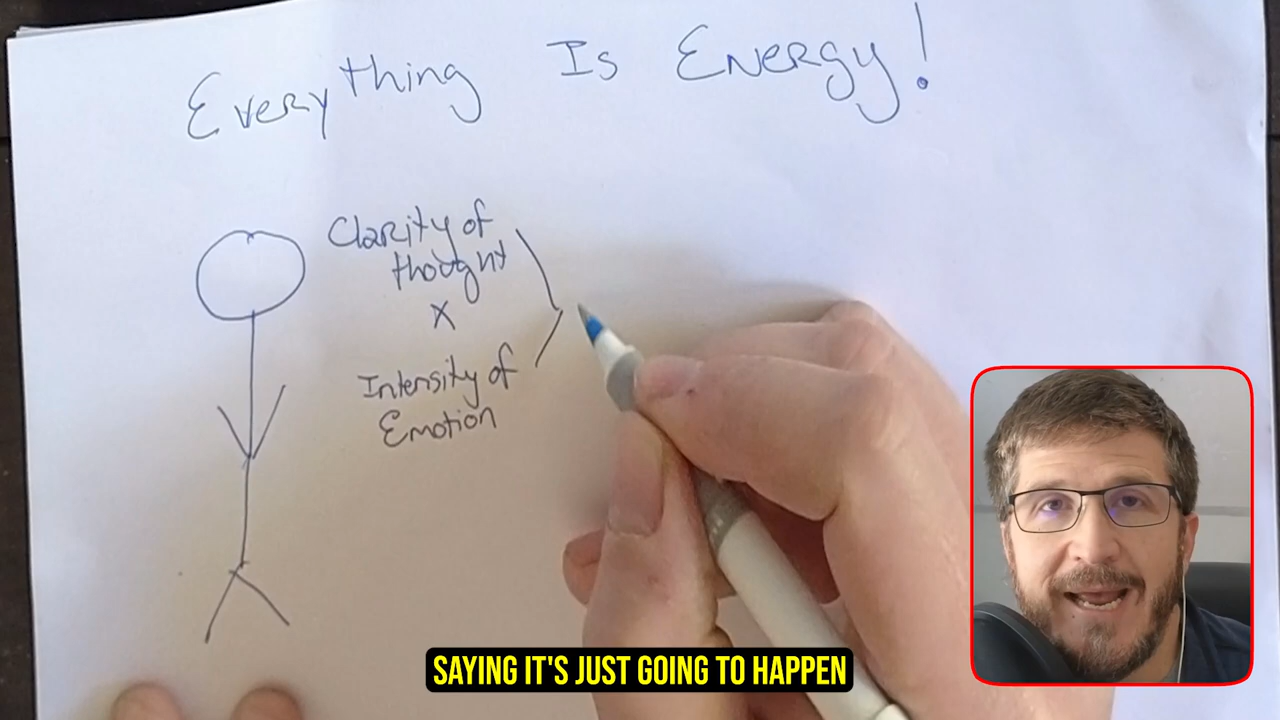 Everything Is Energy!
Clarity of
thought
X
Intensity of
Emotion
SAYING IT'S JUST GOING TO HAPPEN